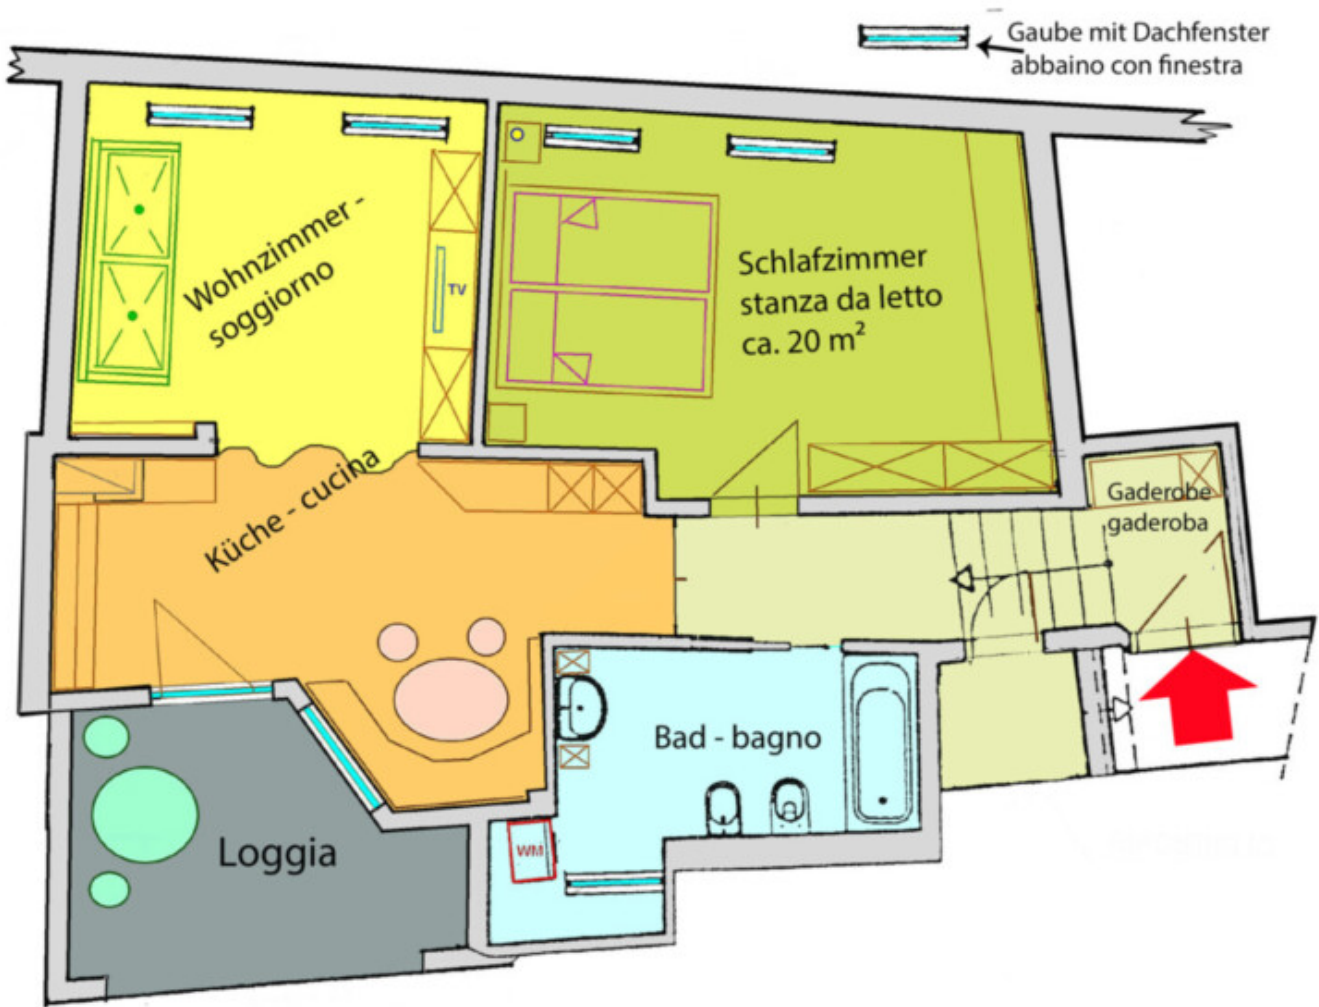 Gaube mit Dachfenster
abbaino con finestra
Wohnzimmer -
soggiorno
TV
Schlafzimmer
stanza da letto
ca. 20 m²
Küche - cucina
Gaderobe
gaderoba
Bad - bagno
WM
Loggia